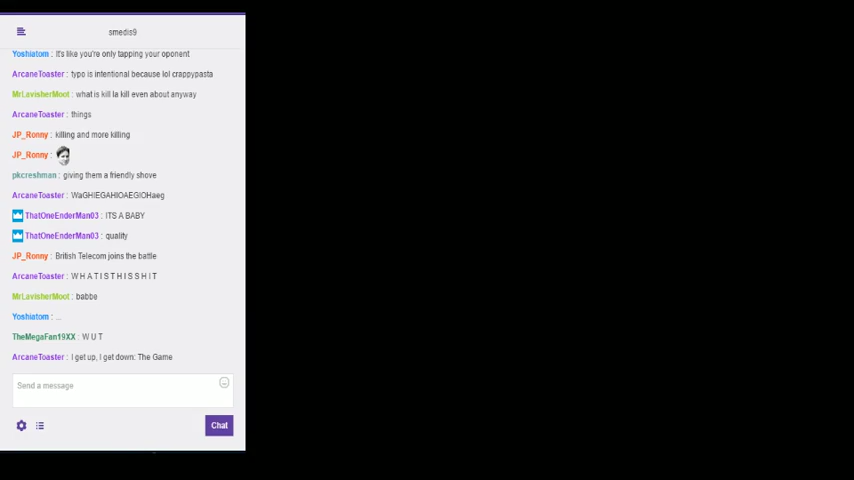 smedis9
Yoshiatom : It's like you're only tapping your oponent
ArcaneToaster : typo is intentional because lol crappypasta
MrLavisherMoot : what is kill la kill even about anyway
ArcaneToaster : things
JP_Ronny : killing and more killing
JP_Ronny :
pkcreshman : giving them a friendly shove
ArcaneToaster : WaGHIEGAHIOAEGIOHaeg
ThatOneEnderMan03 : ITS A BABY
ThatOneEnderMan03 : quality
JP_Ronny : British Telecom joins the battle
ArcaneToaster : W H A T I S T H I S S H I T
MrLavisherMoot : babbe
Yoshiatom : ...
TheMegaFan19XX : W U T
ArcaneToaster : I get up, I get down: The Game
Send a message
Chat